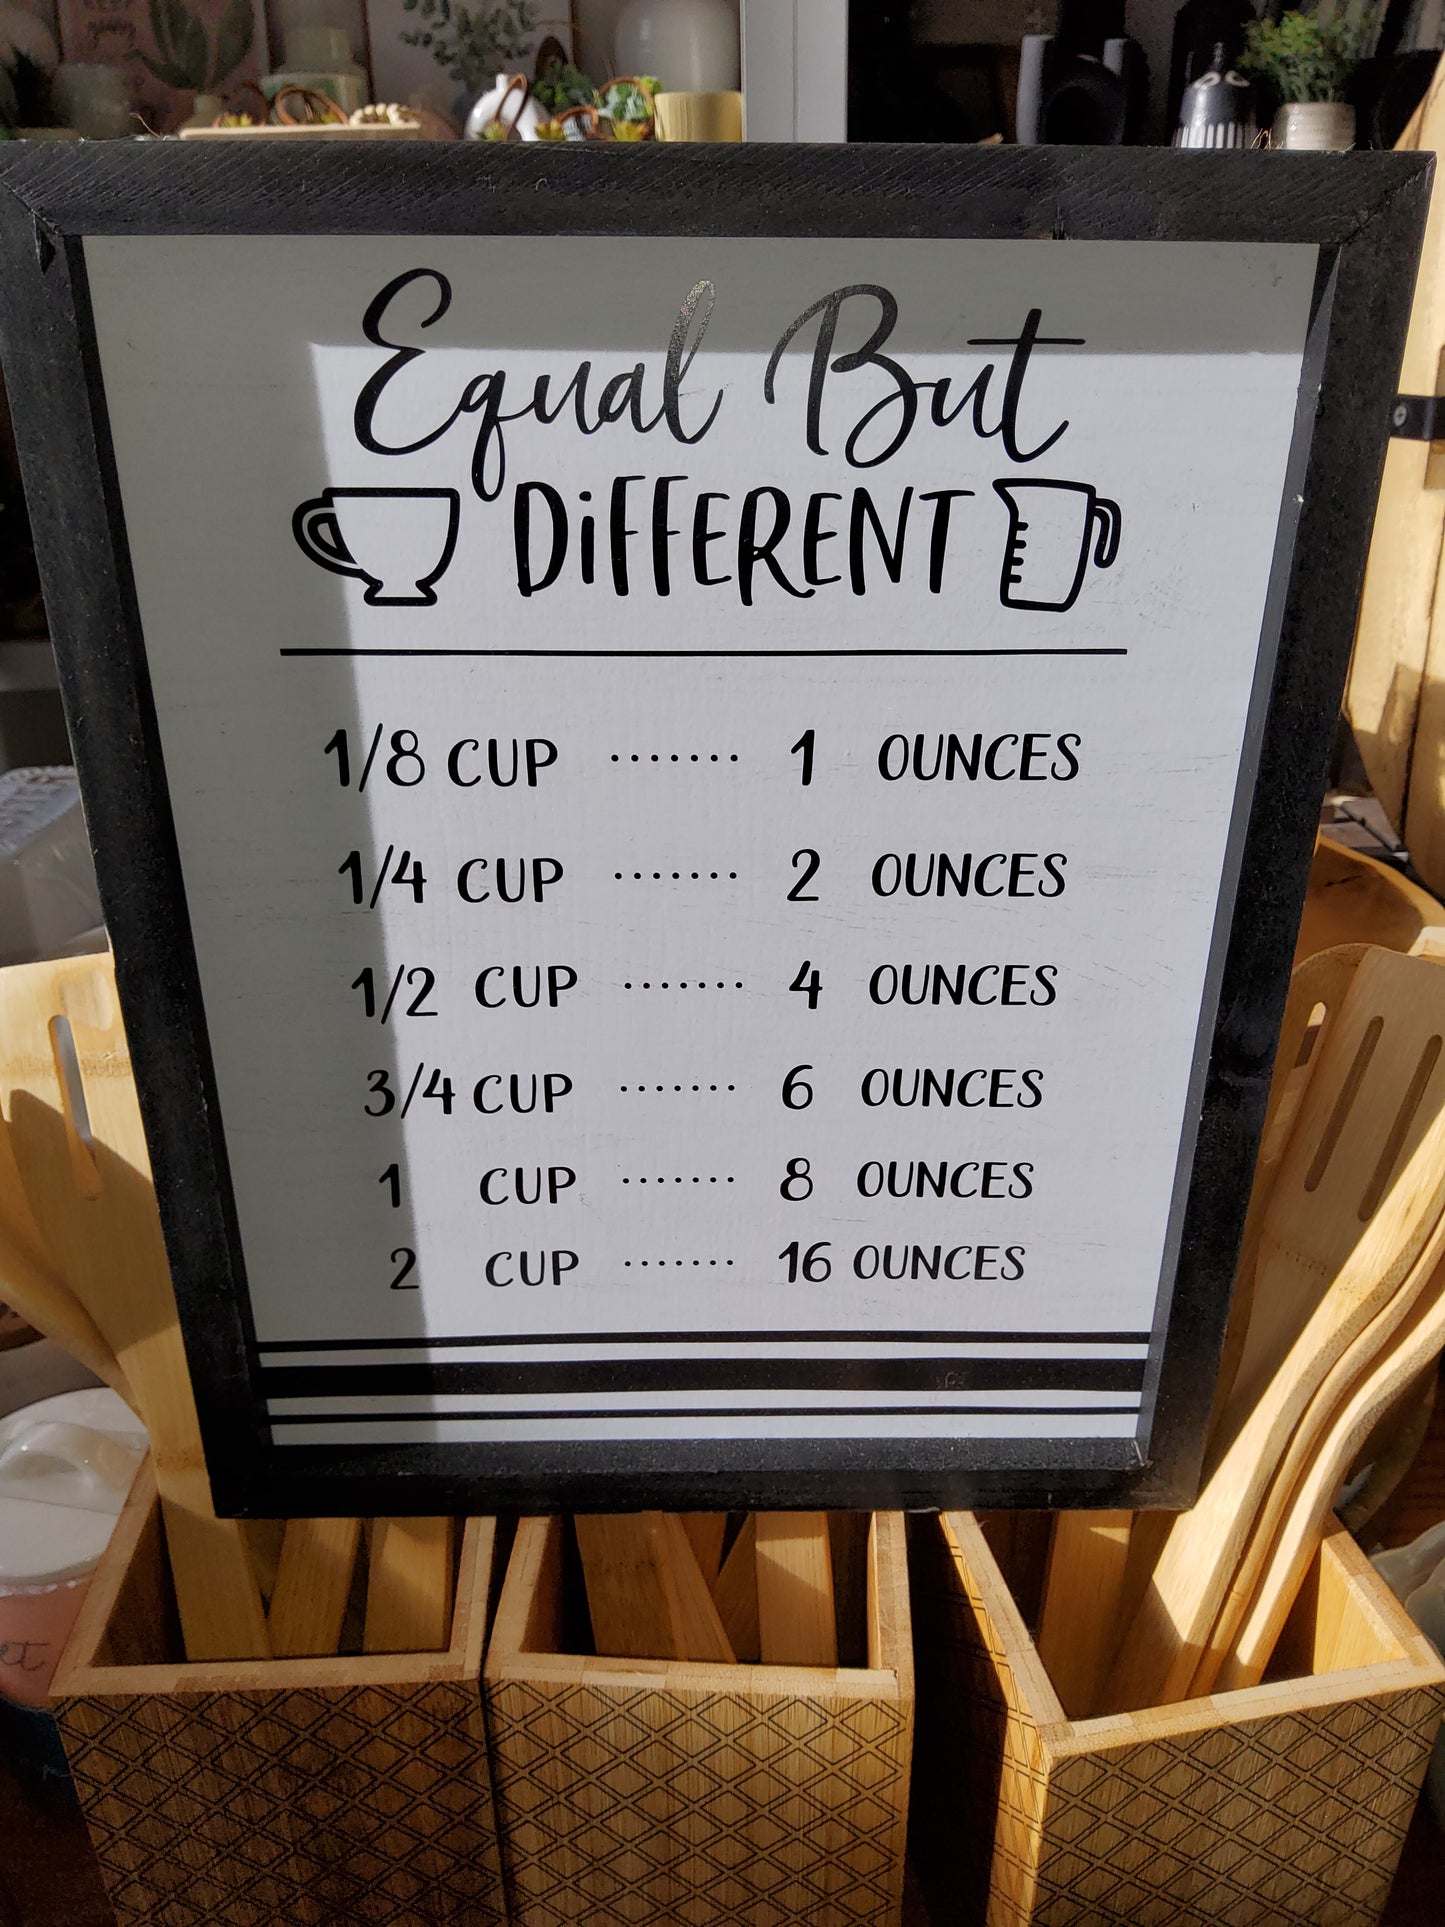 Equal But
DiFFERENT
1/8 CUP ....... 1 OUNCES
1/4 CUP ....... 2 OUNCES
1/2 CUP ....... 4 OUNCES
3/4 CUP ....... 6 OUNCES
1 CUP ....... 8 OUNCES
2 CUP ....... 16 OUNCES